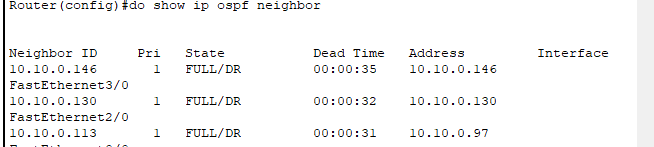 Router(config)#do show ip ospf neighbor
Neighbor ID Pri State Dead Time Address Interface
10.10.0.146 1 FULL/DR 00:00:35 10.10.0.146
FastEthernet3/0
10.10.0.130 1 FULL/DR 00:00:32 10.10.0.130
FastEthernet2/0
10.10.0.113 1 FULL/DR 00:00:31 10.10.0.97